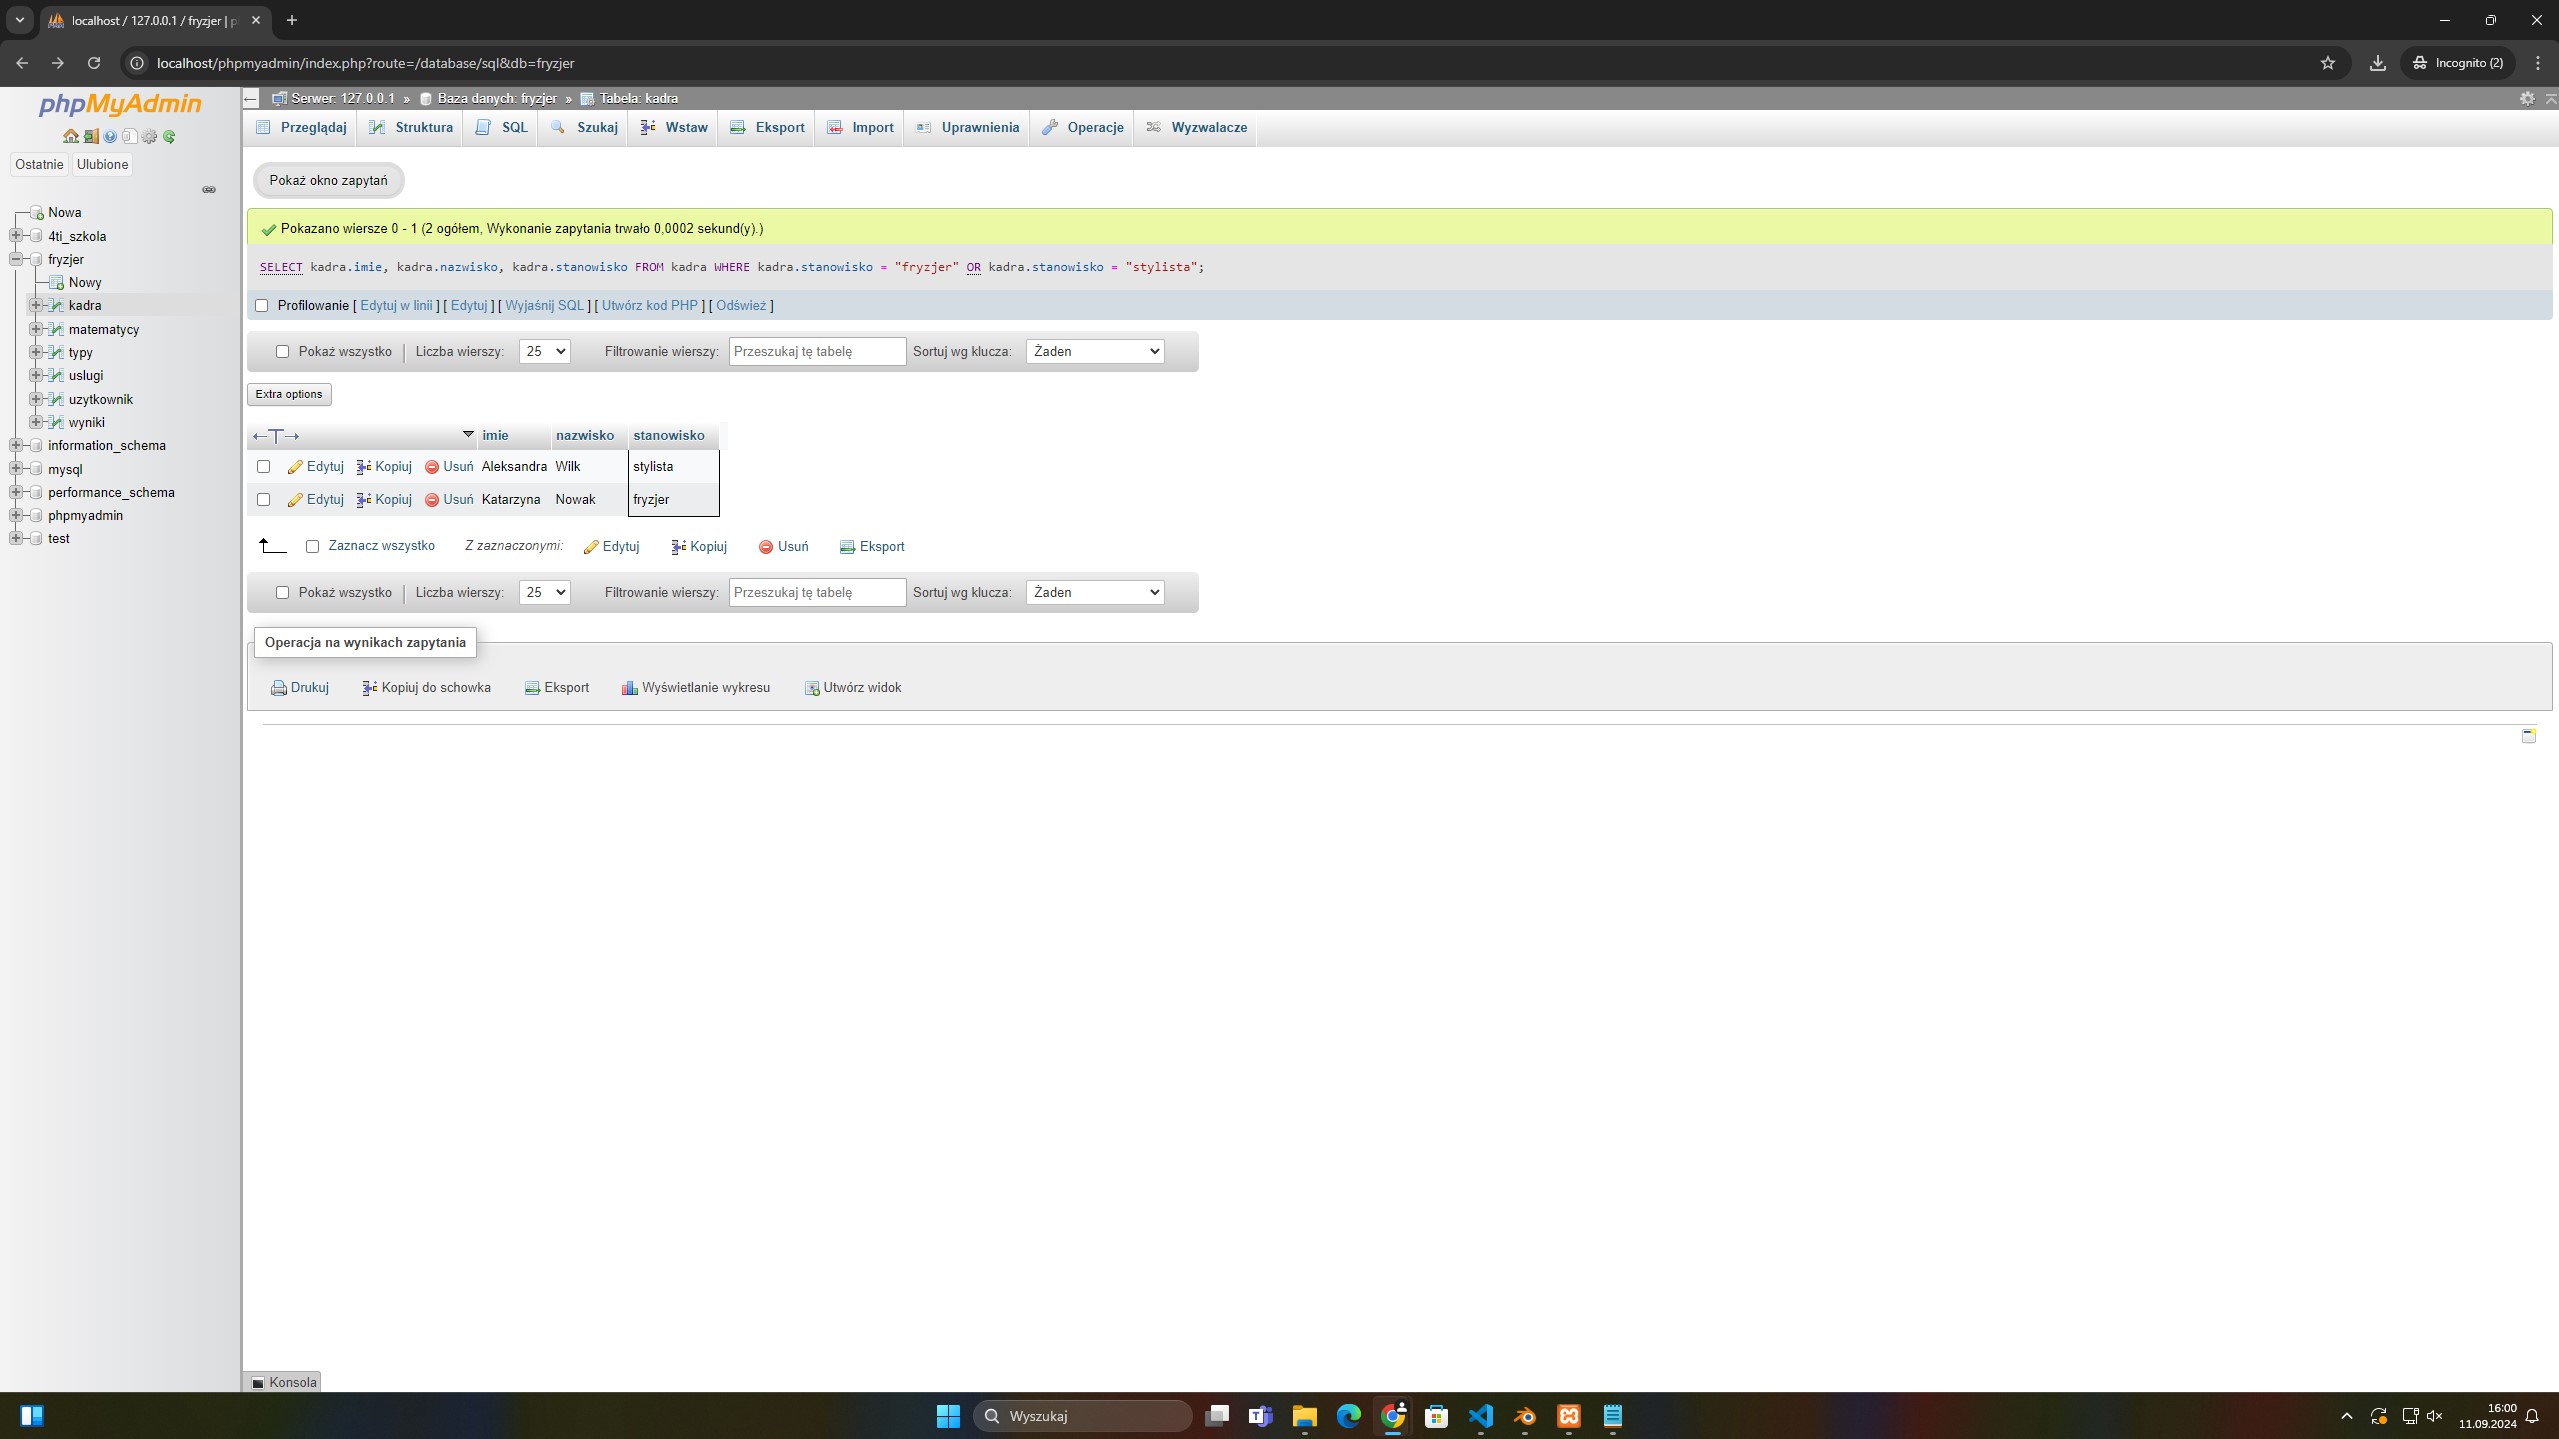 localhost / 127.0.0.1 / fryzjer | p
localhost/phpmyadmin/index.php?route=/database/sql&db=fryzjer
Incognito (2)
phpMyAdmin
Ostatnie Ulubione
Nowa
4ti_szkola
fryzjer
Nowy
kadra
matematycy
typy
uslugi
uzytkownik
wyniki
information_schema
mysql
performance_schema
phpmyadmin
test
Serwer: 127.0.0.1 » Baza danych: fryzjer » Tabela: kadra
Przeglądaj Struktura SQL Szukaj Wstaw Eksport Import Uprawnienia Operacje Wyzwalacze
Pokaż okno zapytań
Pokazano wiersze 0 - 1 (2 ogółem, Wykonanie zapytania trwało 0,0002 sekund(y).)
SELECT kadra.imie, kadra.nazwisko, kadra.stanowisko FROM kadra WHERE kadra.stanowisko = "fryzjer" OR kadra.stanowisko = "stylista";
Profilowanie [ Edytuj w linii ] [ Edytuj ] [ Wyjaśnij SQL ] [ Utwórz kod PHP ] [ Odśwież ]
Pokaż wszystko | Liczba wierszy: 25 Filtrowanie wierszy: Przeszukaj tę tabelę Sortuj wg klucza: Żaden
Extra options
←T→ imie nazwisko stanowisko
Edytuj Kopiuj Usuń Aleksandra Wilk stylista
Edytuj Kopiuj Usuń Katarzyna Nowak fryzjer
Zaznacz wszystko Z zaznaczonymi: Edytuj Kopiuj Usuń Eksport
Pokaż wszystko | Liczba wierszy: 25 Filtrowanie wierszy: Przeszukaj tę tabelę Sortuj wg klucza: Żaden
Operacja na wynikach zapytania
Drukuj Kopiuj do schowka Eksport Wyświetlanie wykresu Utwórz widok
Konsola
Wyszukaj
16:00
11.09.2024